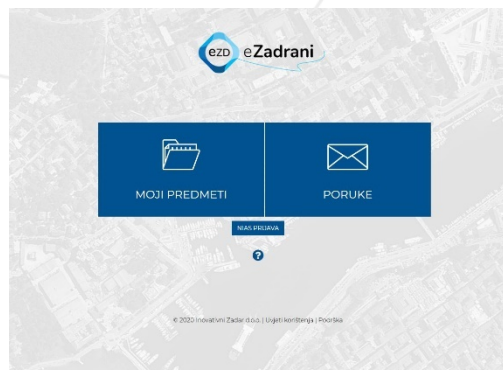 ezd eZadrani
MOJI PREDMETI
PORUKE
NIAS PRIJAVA
?
© 2020 Inovativni Zadar d.o.o. | Uvjeti korištenja | Podrška